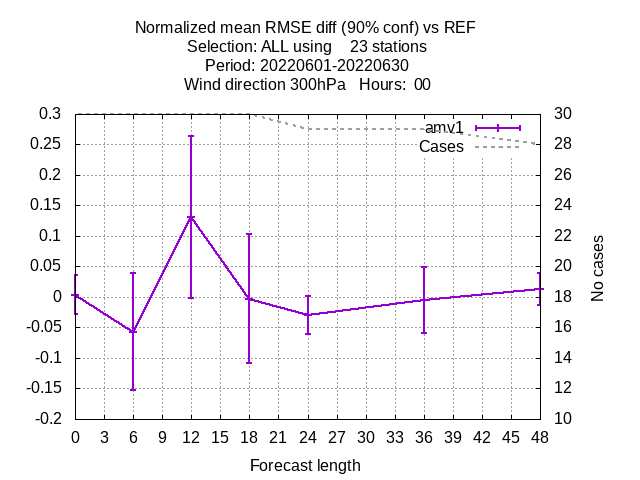 Normalized mean RMSE diff (90% conf) vs REF
Selection: ALL using    23 stations
Period: 20220601-20220630
Wind direction 300hPa   Hours:  00
0.3
0.25
0.2
0.15
0.1
0.05
0
-0.05
-0.1
-0.15
-0.2
amv1
Cases
30
28
26
24
22
20
18
16
14
12
10
No cases
0 3 6 9 12 15 18 21 24 27 30 33 36 39 42 45 48
Forecast length